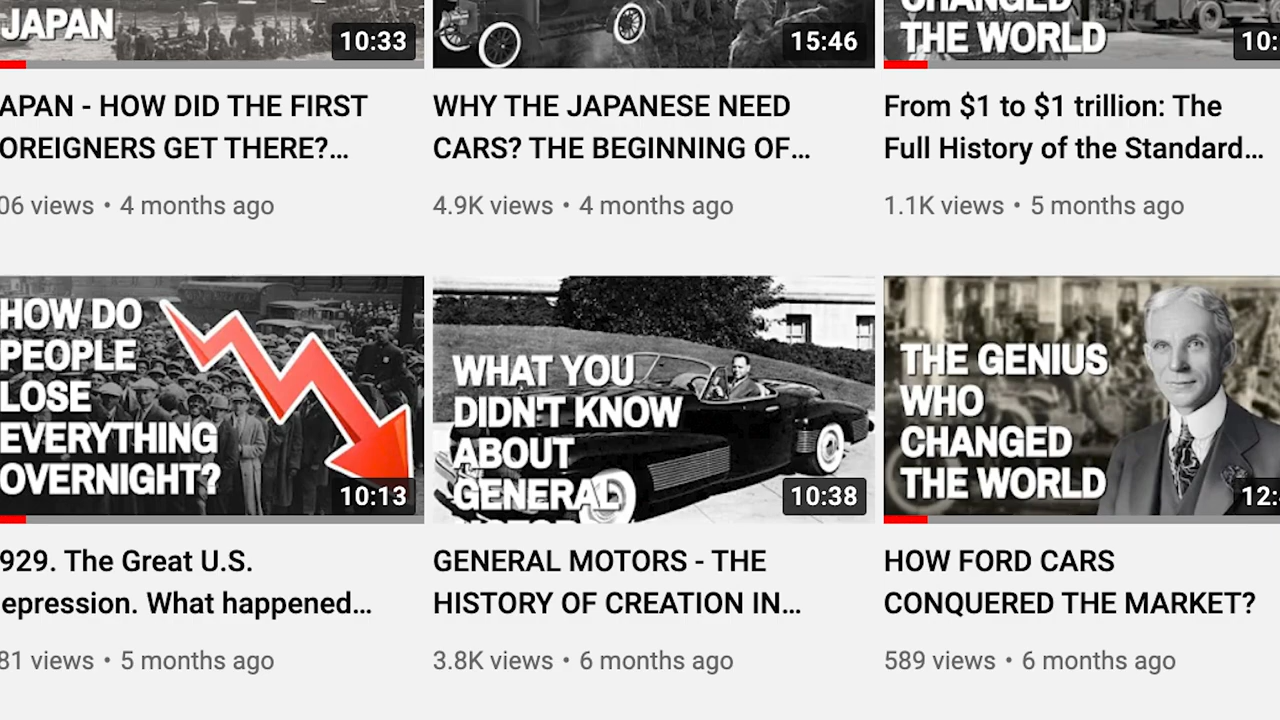 JAPAN
10:33
15:46
CHANGED
THE WORLD
10:
APAN - HOW DID THE FIRST
OREIGNERS GET THERE?...
06 views • 4 months ago
WHY THE JAPANESE NEED
CARS? THE BEGINNING OF...
4.9K views • 4 months ago
From $1 to $1 trillion: The
Full History of the Standard...
1.1K views • 5 months ago
HOW DO
PEOPLE
LOSE
EVERYTHING
OVERNIGHT?
10:13
WHAT YOU
DIDN'T KNOW
ABOUT
GENERAL
10:38
THE GENIUS
WHO
CHANGED
THE WORLD
12:
929. The Great U.S.
epression. What happened...
81 views • 5 months ago
GENERAL MOTORS - THE
HISTORY OF CREATION IN...
3.8K views • 6 months ago
HOW FORD CARS
CONQUERED THE MARKET?
589 views • 6 months ago